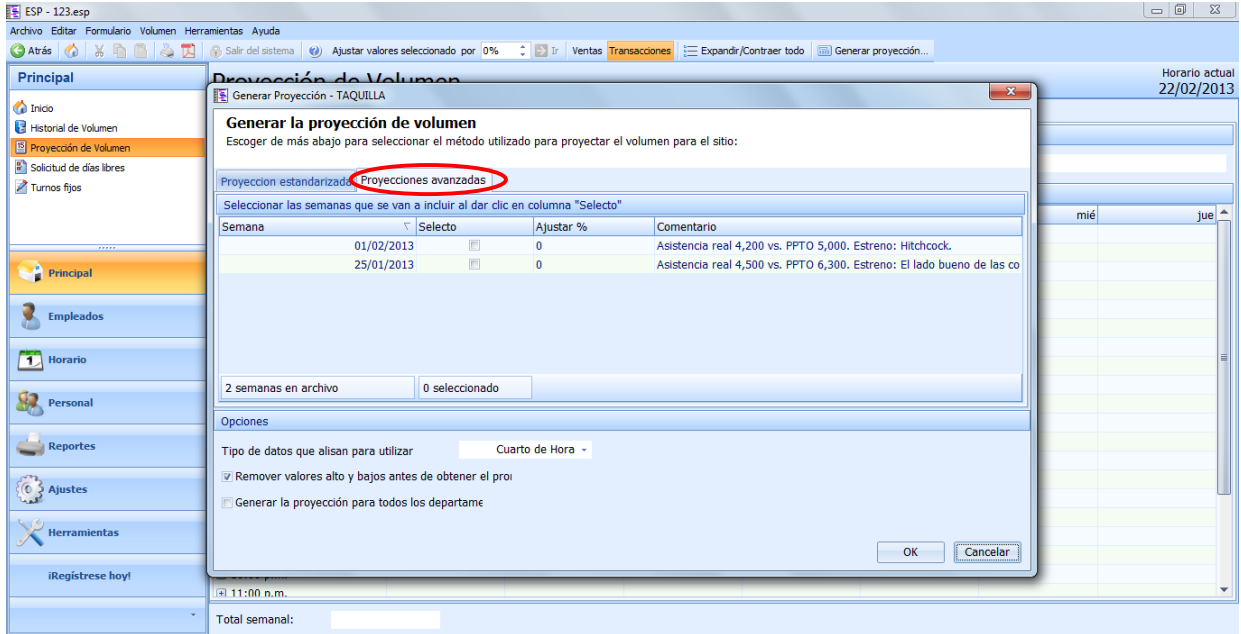 ESP - 123.esp
Archivo Editar Formulario Volumen Herramientas Ayuda
Atrás Salir del sistema Ajustar valores seleccionado por 0% Ir Ventas Transacciones Expandir/Contraer todo Generar proyección...
Principal
Inicio
Historial de Volumen
Proyección de Volumen
Solicitud de días libres
Turnos fijos
Principal
Empleados
Horario
Personal
Reportes
Ajustes
Herramientas
¡Regístrese hoy!
Proyección de Volumen
Horario actual
22/02/2013
Generar Proyección - TAQUILLA
Generar la proyección de volumen
Escoger de más abajo para seleccionar el método utilizado para proyectar el volumen para el sitio:
Proyeccion estandarizada Proyecciones avanzadas
Seleccionar las semanas que se van a incluir al dar clic en columna "Selecto"
Semana Selecto Ajustar % Comentario
01/02/2013 0 Asistencia real 4,200 vs. PPTO 5,000. Estreno: Hitchcock.
25/01/2013 0 Asistencia real 4,500 vs. PPTO 6,300. Estreno: El lado bueno de las co
2 semanas en archivo 0 seleccionado
Opciones
Tipo de datos que alisan para utilizar Cuarto de Hora
Remover valores alto y bajos antes de obtener el pro
Generar la proyección para todos los departame
OK Cancelar
mié jue
11:00 p.m.
Total semanal: